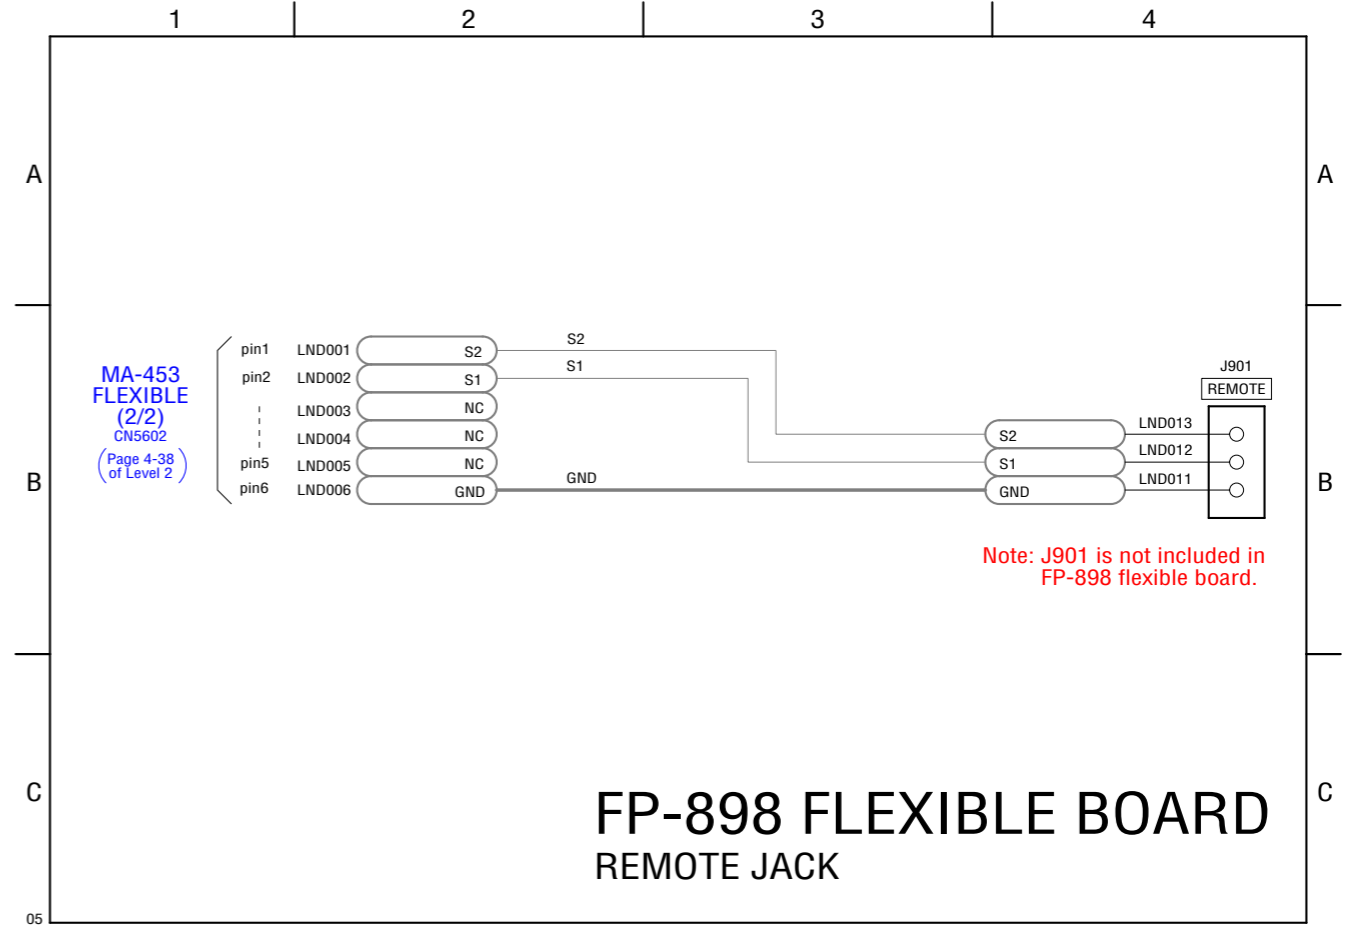 1 2 3 4
A A
pin1 LND001 S2 S2
pin2 LND002 S1 S1
LND003 NC
LND004 NC
pin5 LND005 NC
pin6 LND006 GND GND
MA-453
FLEXIBLE
(2/2)
CN5602
(Page 4-38
of Level 2)
J901
REMOTE
S2 LND013
S1 LND012
GND LND011
B B
Note: J901 is not included in
FP-898 flexible board.
C C
FP-898 FLEXIBLE BOARD
REMOTE JACK
05